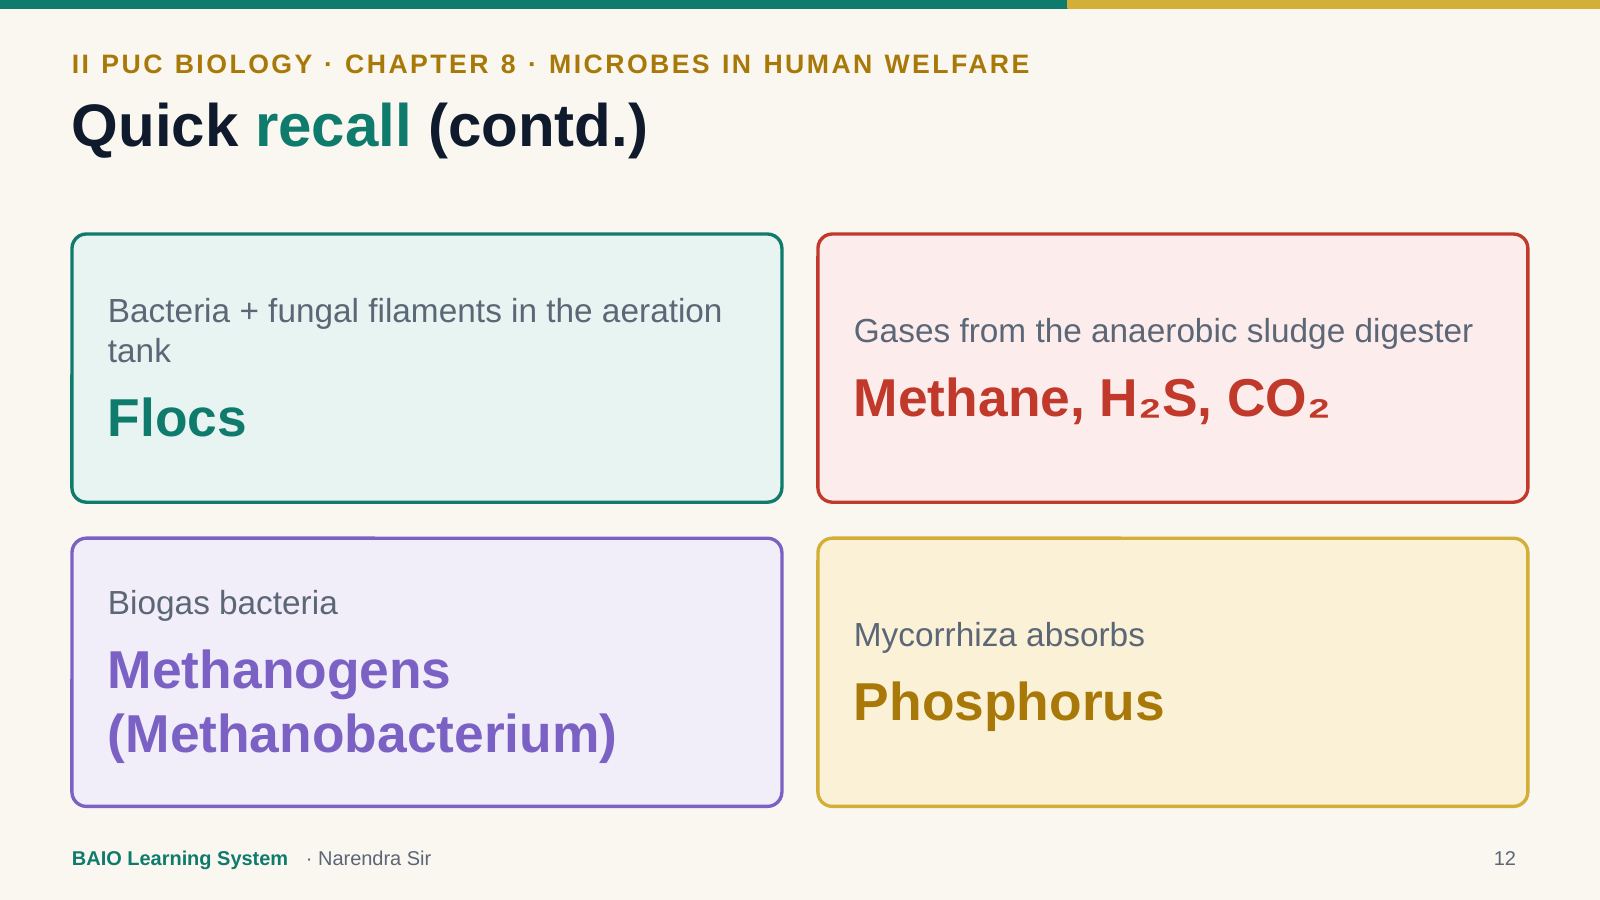 II PUC BIOLOGY · CHAPTER 8 · MICROBES IN HUMAN WELFARE
Quick recall (contd.)
Bacteria + fungal filaments in the aeration
tank
Flocs
Gases from the anaerobic sludge digester
Methane, H₂S, CO₂
Biogas bacteria
Methanogens
(Methanobacterium)
Mycorrhiza absorbs
Phosphorus
BAIO Learning System · Narendra Sir
12